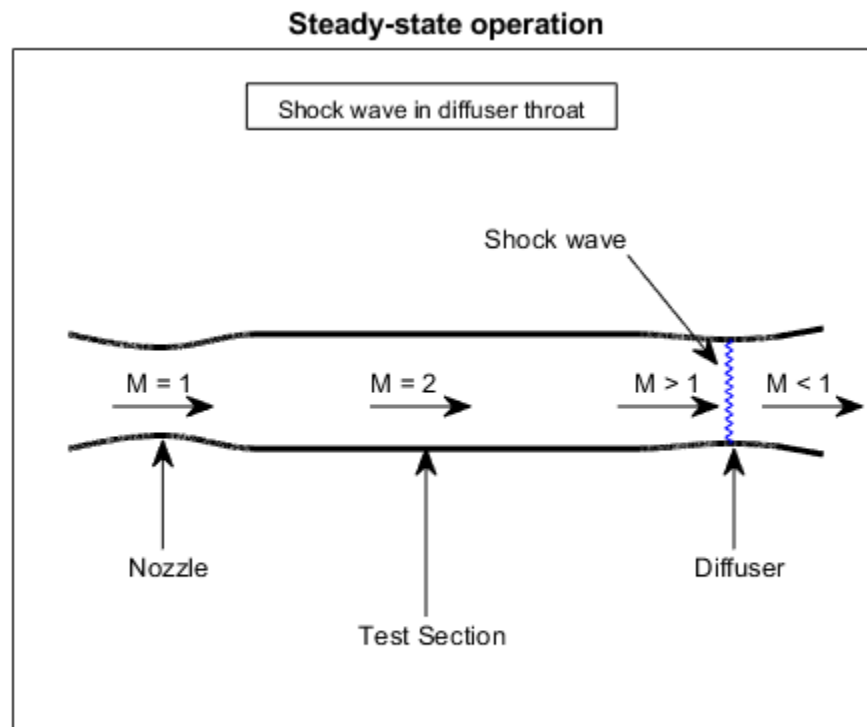 Steady-state operation
Shock wave in diffuser throat
Shock wave
M = 1
M = 2
M > 1
M < 1
Nozzle
Diffuser
Test Section